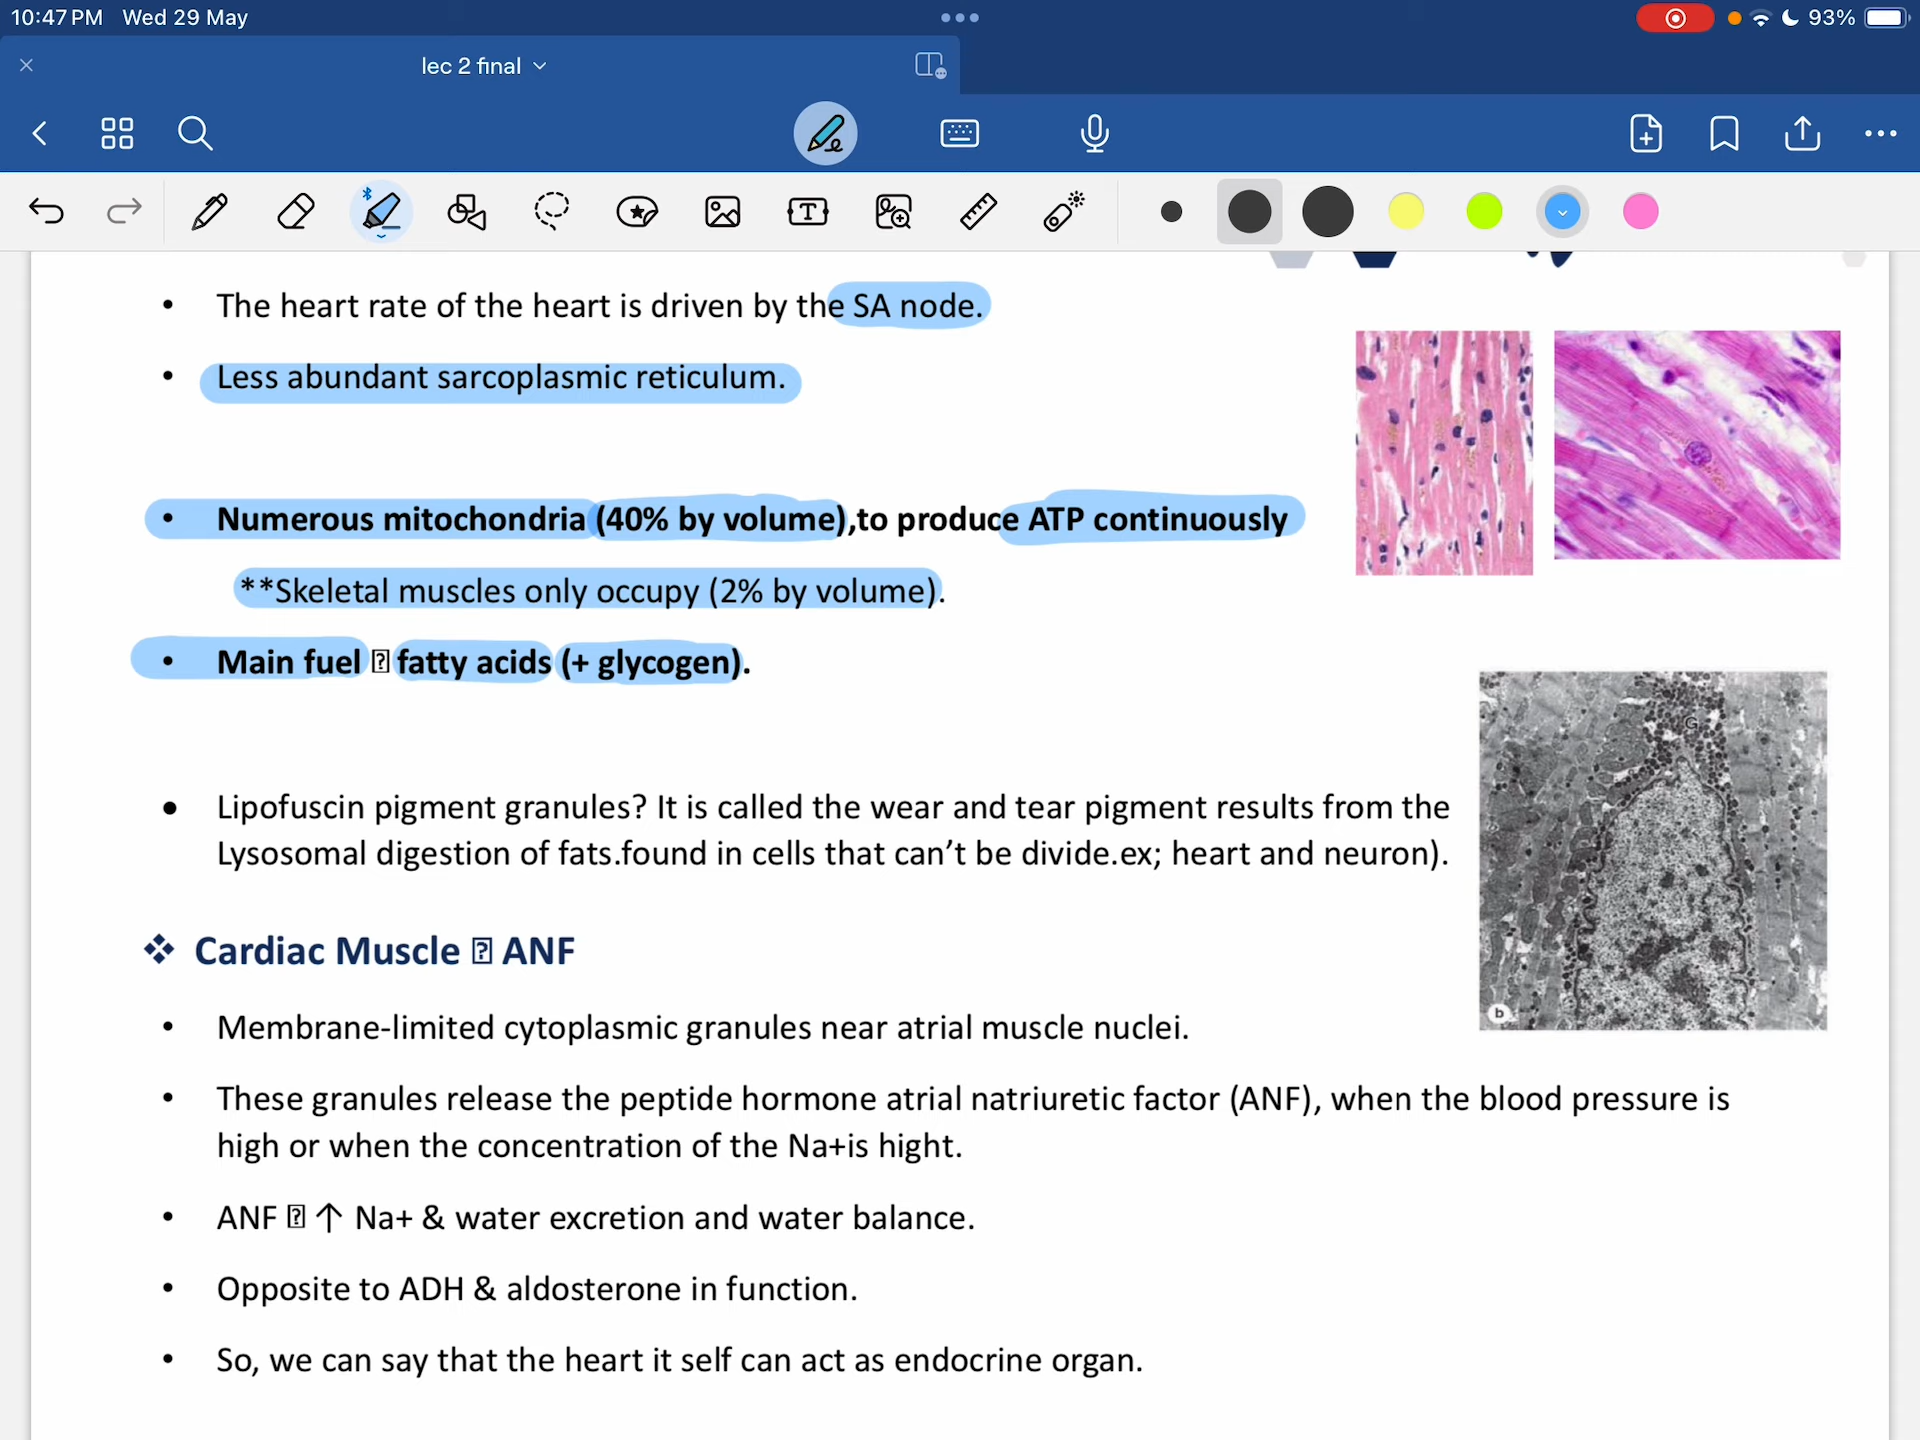 10:47 PM Wed 29 May
93%
lec 2 final
• The heart rate of the heart is driven by the SA node.
• Less abundant sarcoplasmic reticulum.
• Numerous mitochondria (40% by volume),to produce ATP continuously
**Skeletal muscles only occupy (2% by volume).
• Main fuel ⍰ fatty acids (+ glycogen).
• Lipofuscin pigment granules? It is called the wear and tear pigment results from the
Lysosomal digestion of fats.found in cells that can’t be divide.ex; heart and neuron).
❖ Cardiac Muscle ⍰ ANF
• Membrane-limited cytoplasmic granules near atrial muscle nuclei.
• These granules release the peptide hormone atrial natriuretic factor (ANF), when the blood pressure is
high or when the concentration of the Na+is hight.
• ANF ⍰ ↑ Na+ & water excretion and water balance.
• Opposite to ADH & aldosterone in function.
• So, we can say that the heart it self can act as endocrine organ.
G
b